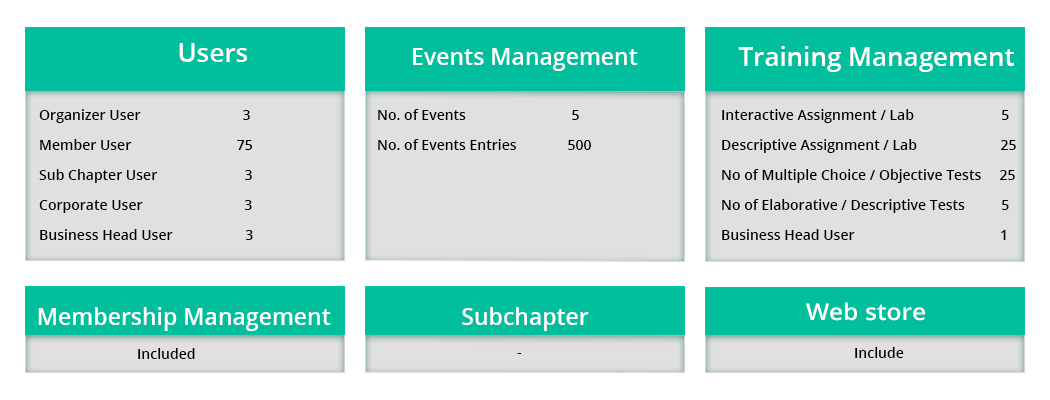 Users
Organizer User 3
Member User 75
Sub Chapter User 3
Corporate User 3
Business Head User 3
Events Management
No. of Events 5
No. of Events Entries 500
Training Management
Interactive Assignment / Lab 5
Descriptive Assignment / Lab 25
No of Multiple Choice / Objective Tests 25
No of Elaborative / Descriptive Tests 5
Business Head User 1
Membership Management
Included
Subchapter
-
Web store
Include